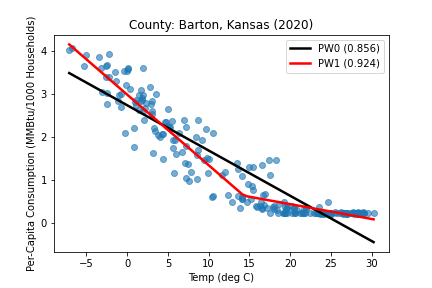 County: Barton, Kansas (2020)
Per-Capita Consumption (MMBtu/1000 Households)
4
3
2
1
0
PW0 (0.856)
PW1 (0.924)
−5
0
5
10
15
20
25
30
Temp (deg C)